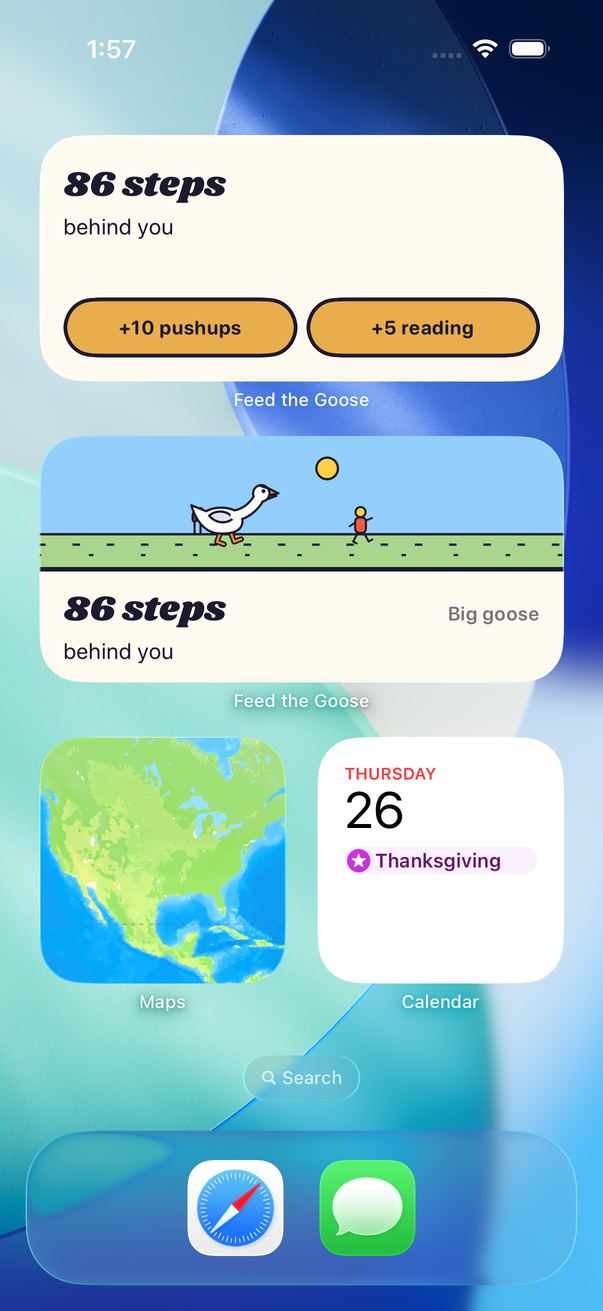 1:57
86 steps
behind you
+10 pushups
+5 reading
Feed the Goose
86 steps
Big goose
behind you
Feed the Goose
THURSDAY
26
Thanksgiving
Maps
Calendar
Search